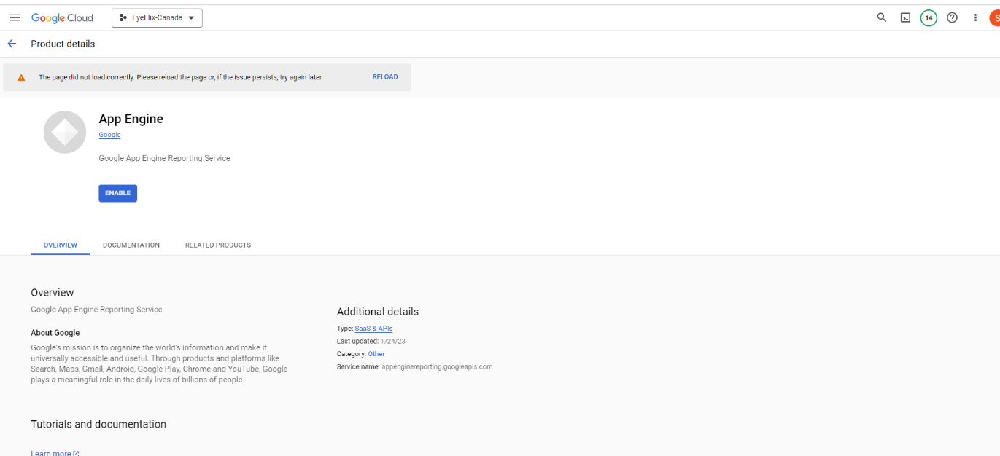 Google Cloud
EyeFlix-Canada
14
S
Product details
The page did not load correctly. Please reload the page or, if the issue persists, try again later
RELOAD
App Engine
Google
Google App Engine Reporting Service
ENABLE
OVERVIEW
DOCUMENTATION
RELATED PRODUCTS
Overview
Google App Engine Reporting Service
About Google
Google's mission is to organize the world's information and make it
universally accessible and useful. Through products and platforms like
Search, Maps, Gmail, Android, Google Play, Chrome and YouTube, Google
plays a meaningful role in the daily lives of billions of people.
Additional details
Type: SaaS & APIs
Last updated: 1/24/23
Category: Other
Service name: appenginereporting.googleapis.com
Tutorials and documentation
Learn more